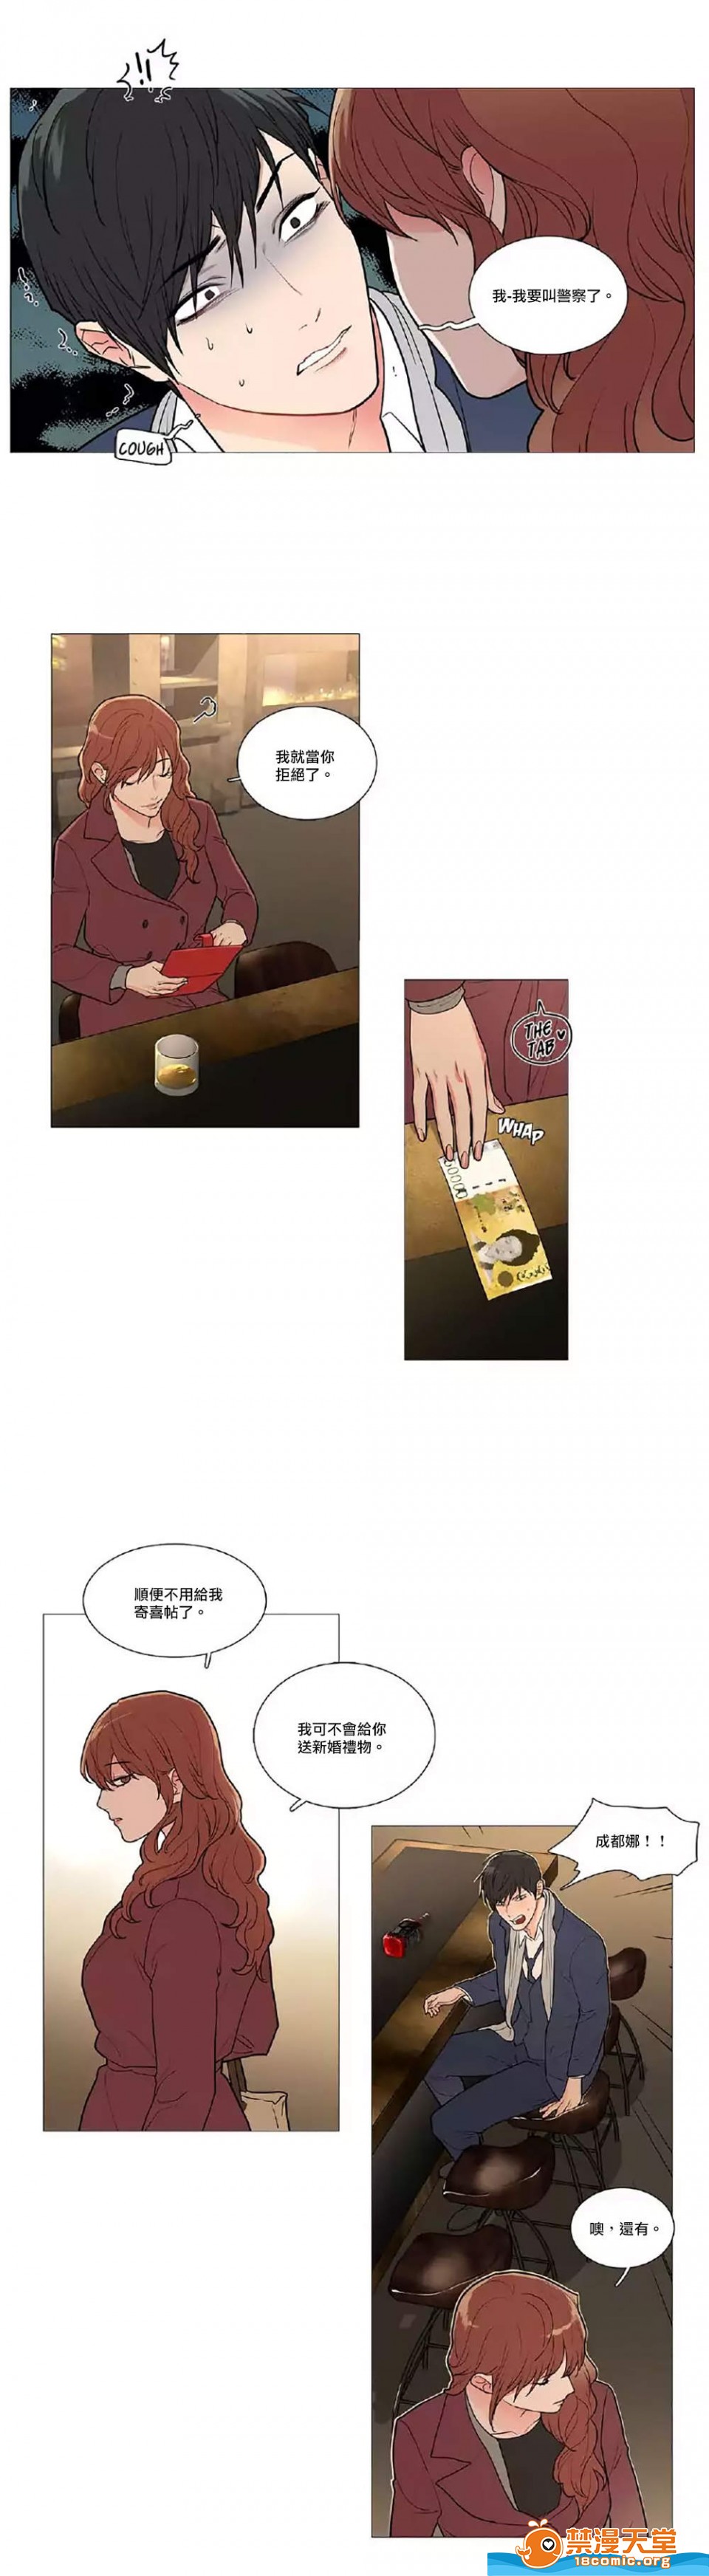 !!
我-我要叫警察了。
COUGH
我就當你
拒絕了。
THE
TAB
WHAP
50000
順便不用給我
寄喜帖了。
我可不會給你
送新婚禮物。
成都娜！！
噢，還有。
禁漫天堂
18comic.org